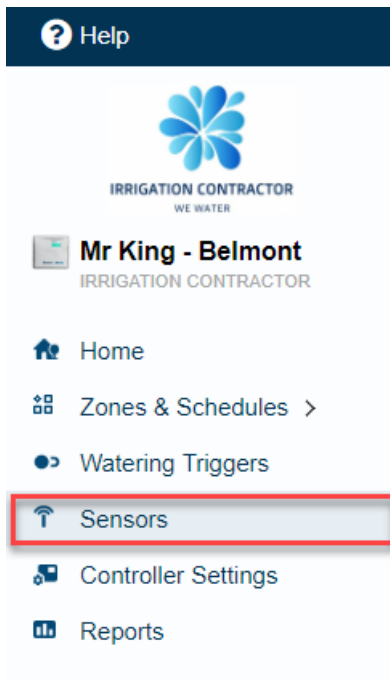 Help
IRRIGATION CONTRACTOR
WE WATER
Mr King - Belmont
IRRIGATION CONTRACTOR
Home
Zones & Schedules
Watering Triggers
Sensors
Controller Settings
Reports